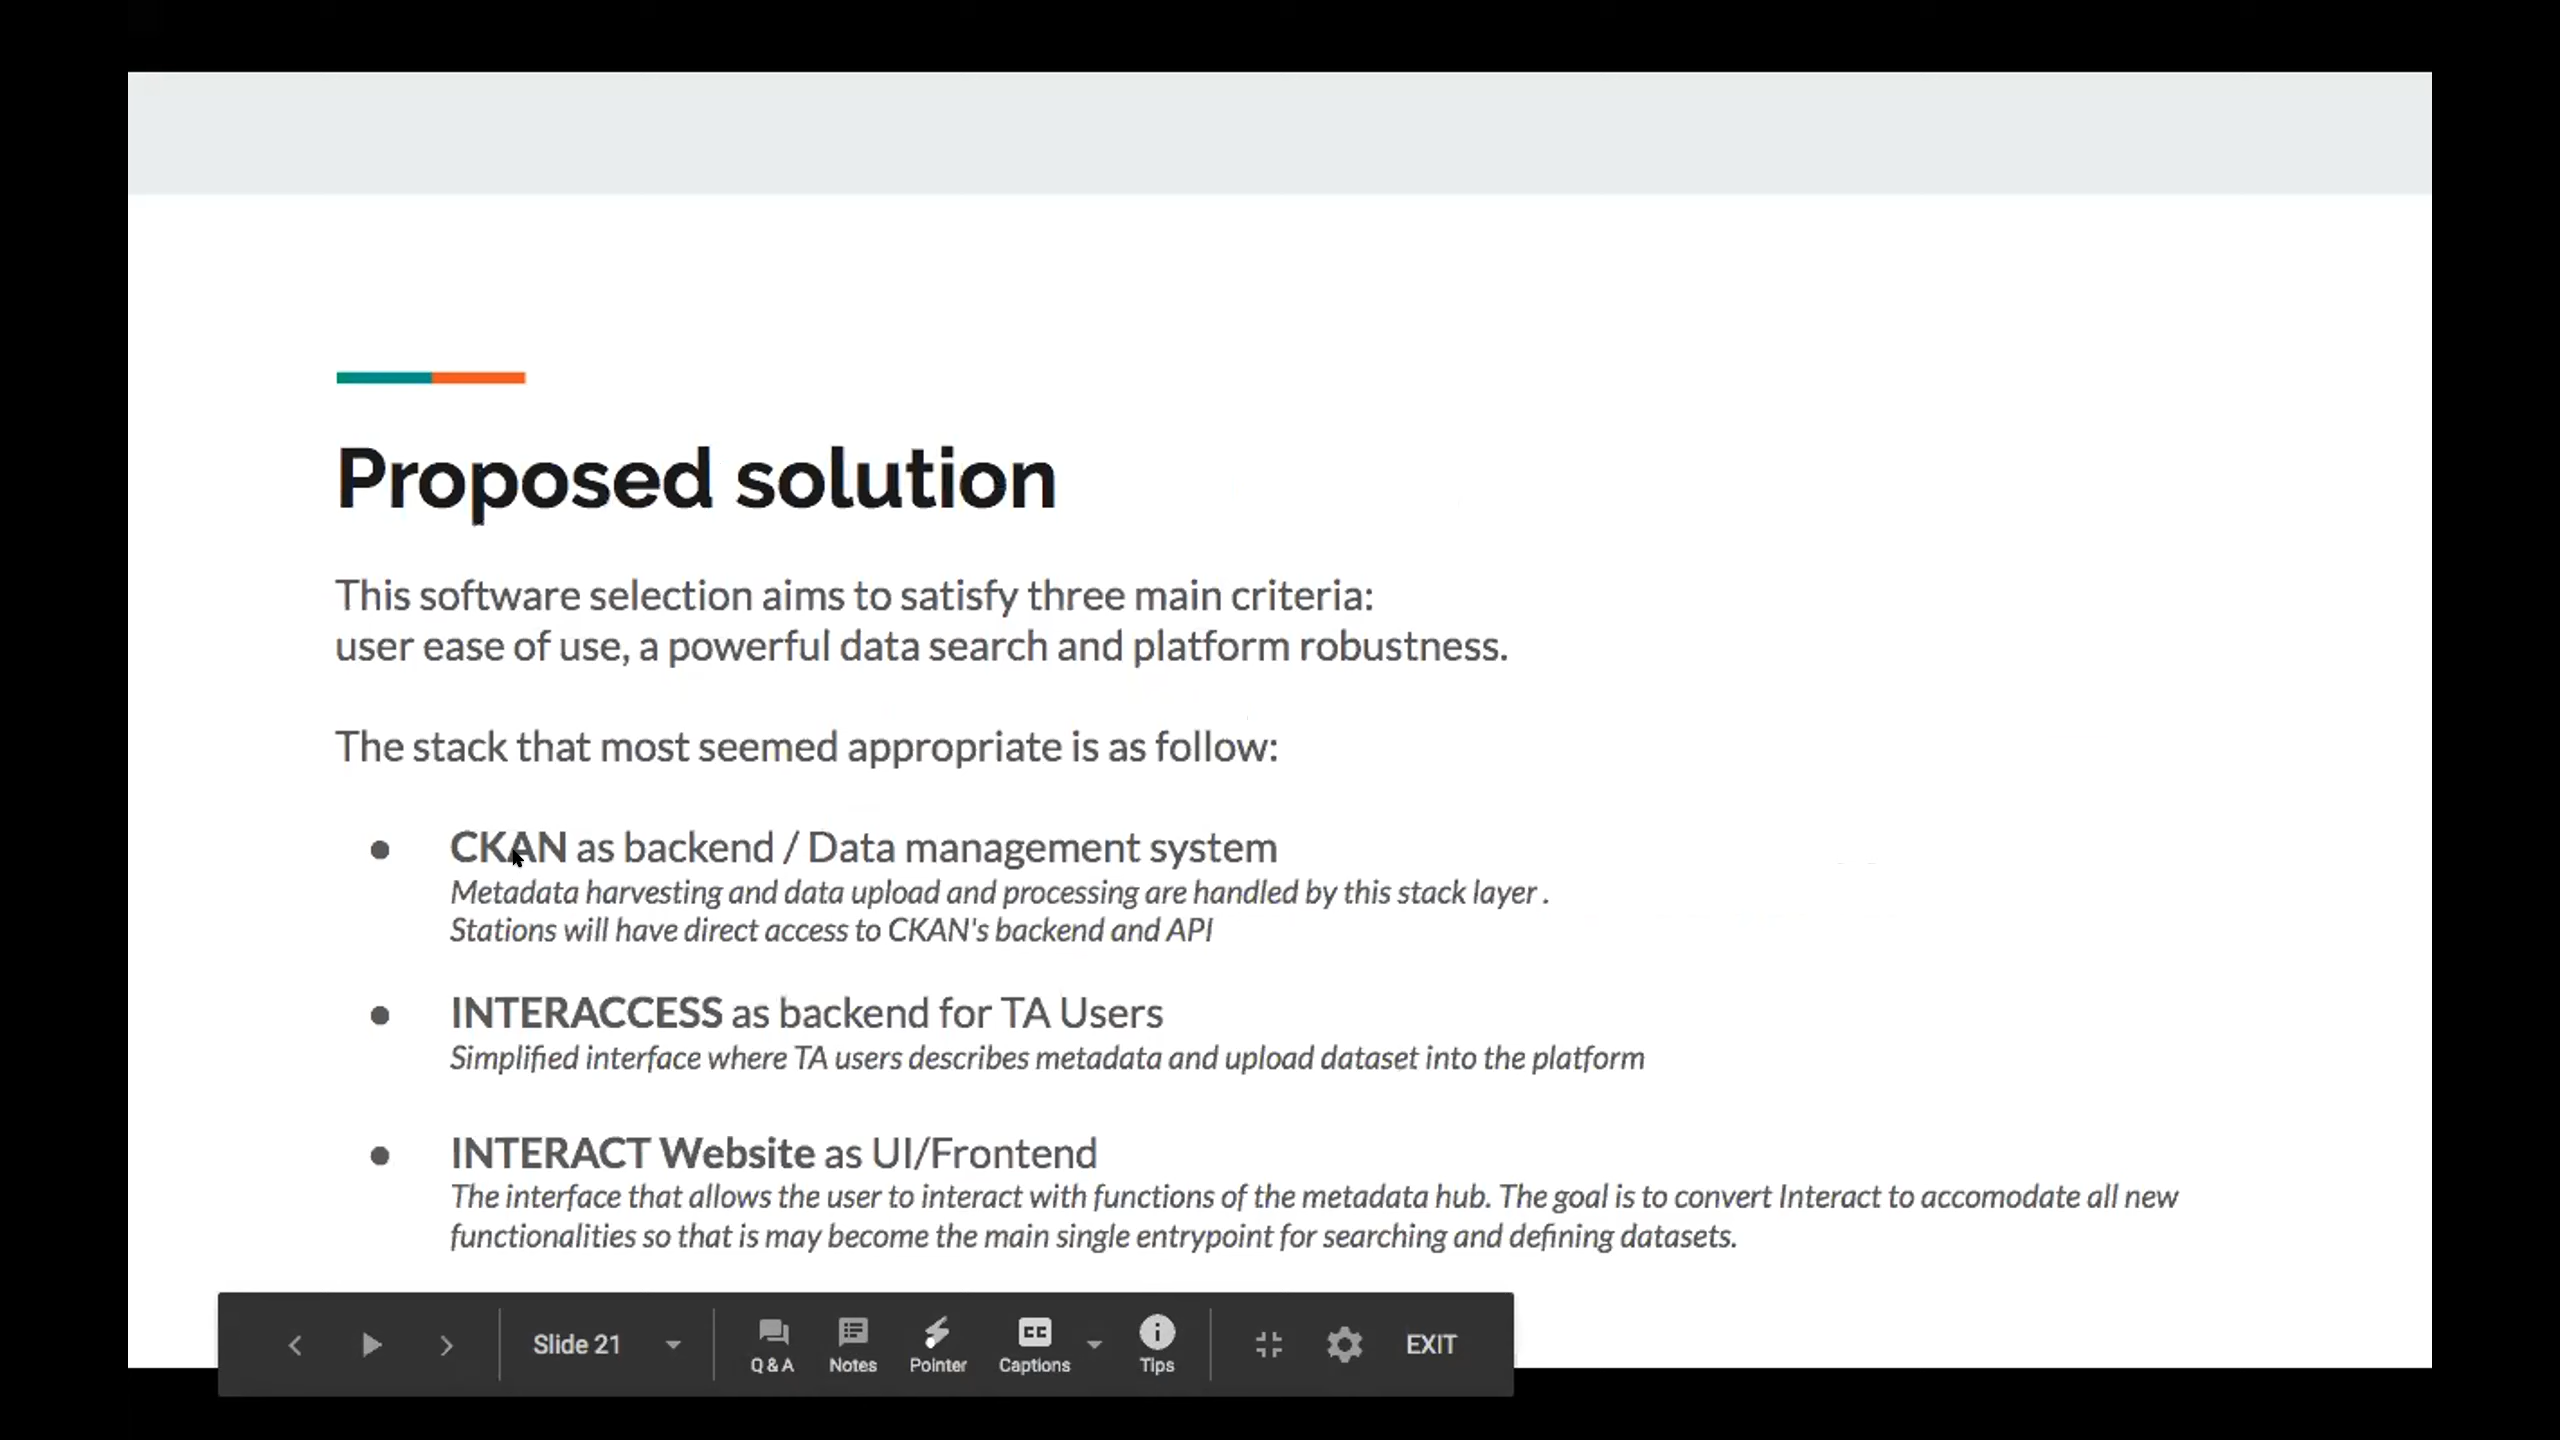 Proposed solution
This software selection aims to satisfy three main criteria:
user ease of use, a powerful data search and platform robustness.
The stack that most seemed appropriate is as follow:
● CKAN as backend / Data management system
Metadata harvesting and data upload and processing are handled by this stack layer .
Stations will have direct access to CKAN's backend and API
● INTERACCESS as backend for TA Users
Simplified interface where TA users describes metadata and upload dataset into the platform
● INTERACT Website as UI/Frontend
The interface that allows the user to interact with functions of the metadata hub. The goal is to convert Interact to accomodate all new
functionalities so that is may become the main single entrypoint for searching and defining datasets.
Slide 21
Q & A
Notes
Pointer
CC
Captions
Tips
EXIT